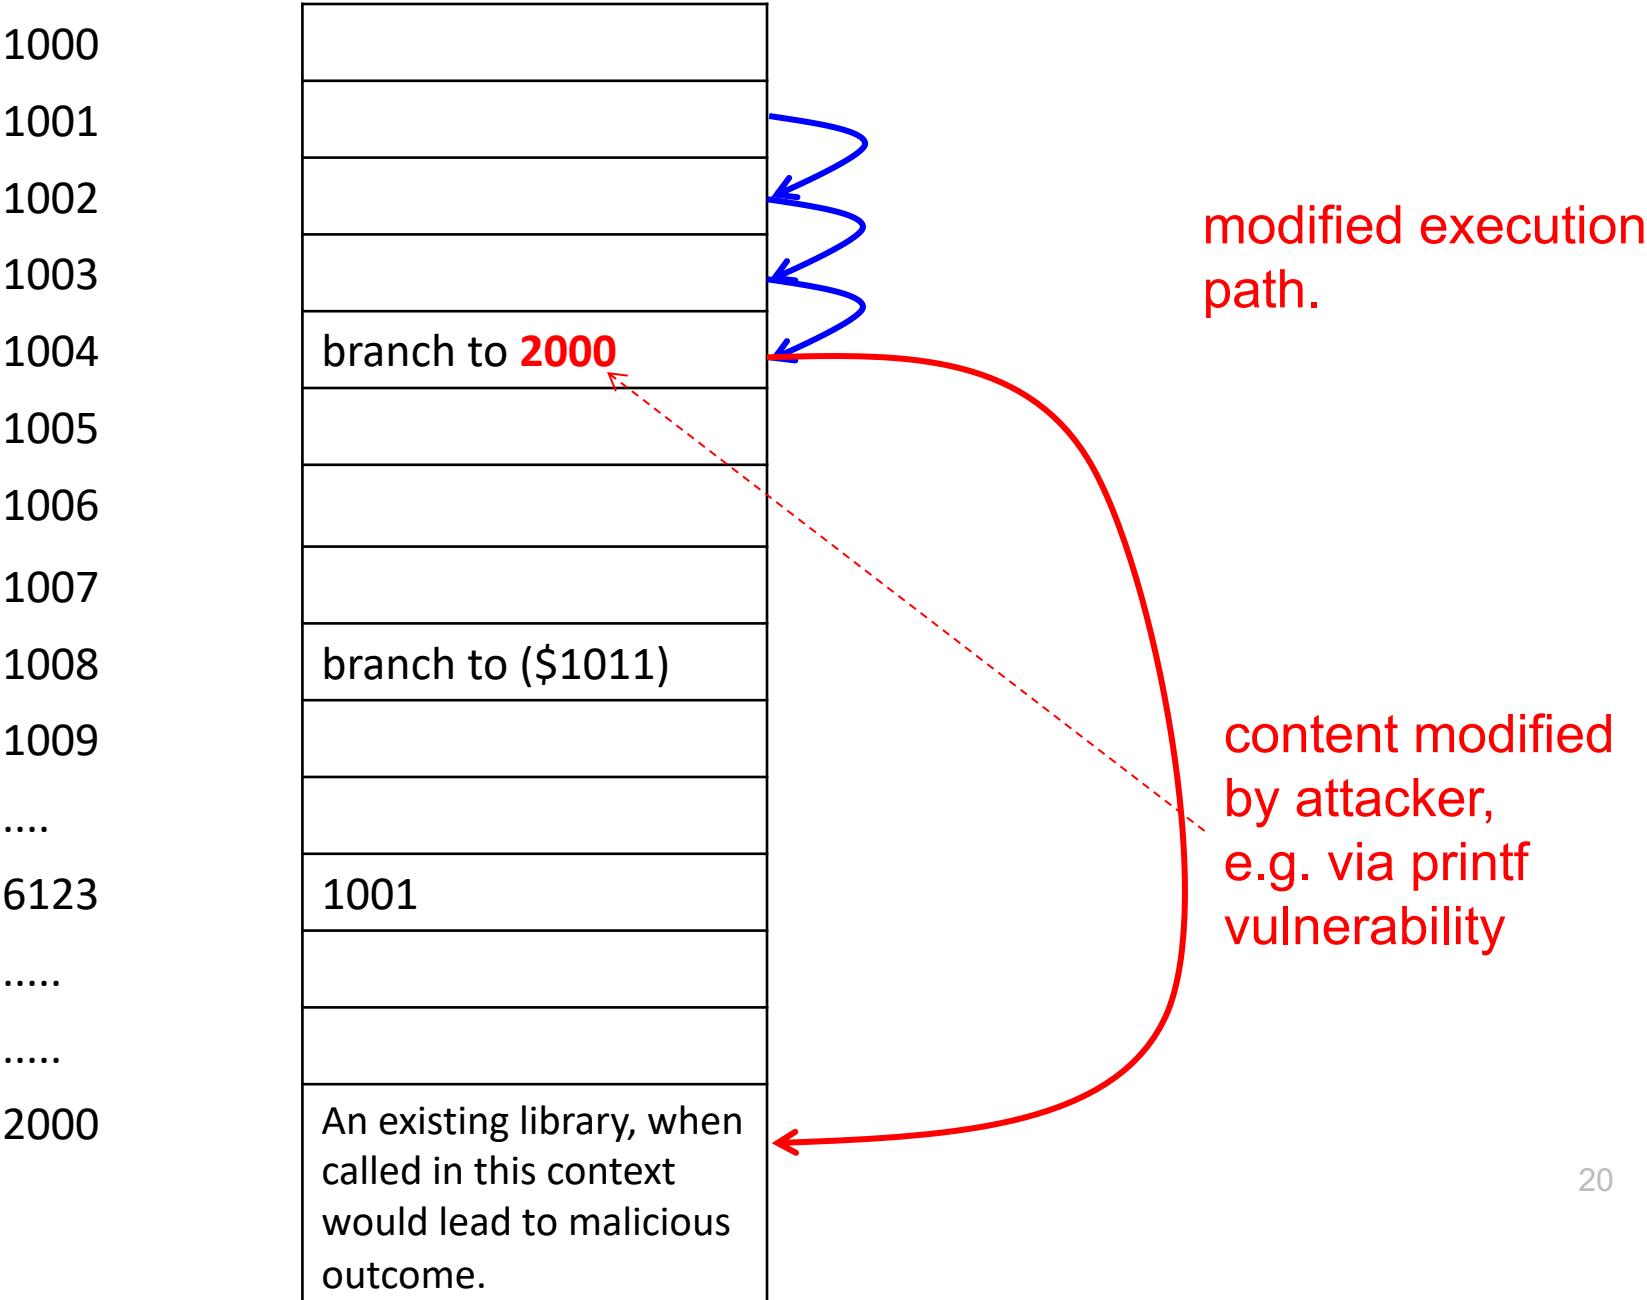 1000
1001
1002
modified execution
path.
1003
1004
branch to 2000
1005
1006
1007
1008
branch to ($1011)
1009
content modified
by attacker,
e.g. via printf
vulnerability
....
6123
1001
.....
.....
2000
An existing library, when
called in this context
would lead to malicious
outcome.
20